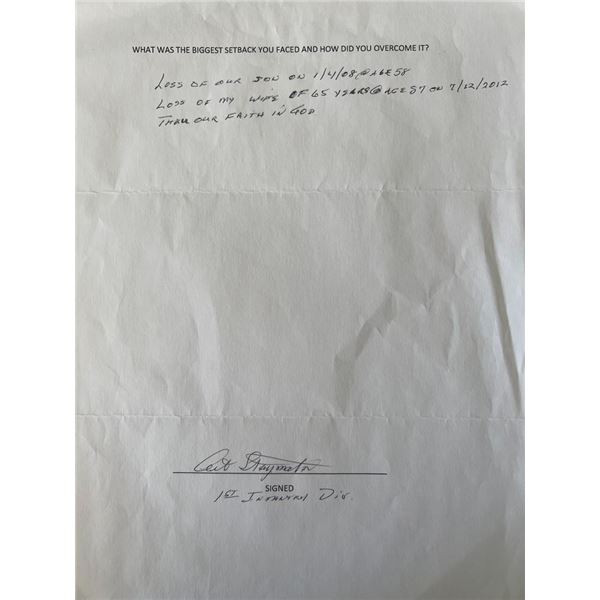 WHAT WAS THE BIGGEST SETBACK YOU FACED AND HOW DID YOU OVERCOME IT?
LOSS OF OUR SON ON 1/4/08 @ AGE 58
LOSS OF MY WIFE OF 65 YEARS @ AGE 87 ON 7/12/2012
THRU OUR FAITH IN GOD
Art Staymates
SIGNED
1ST INFANTRY DIV.